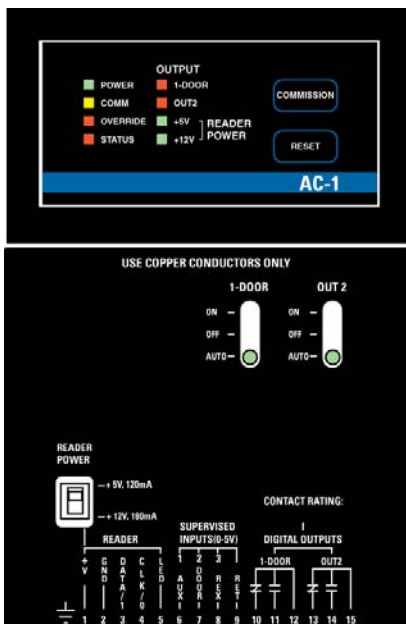 OUTPUT
POWER
1-DOOR
COMM
OUT2
OVERRIDE
+5V
STATUS
+12V
READER
POWER
COMMISSION
RESET
AC-1
USE COPPER CONDUCTORS ONLY
1-DOOR
OUT 2
ON
OFF
AUTO
ON
OFF
AUTO
READER
POWER
+ 5V, 120mA
+ 12V, 180mA
CONTACT RATING:
READER
SUPERVISED
INPUTS(0-5V)
I
DIGITAL OUTPUTS
1-DOOR
OUT2
+V
GND
DATA/1
CLK/0
LED
1 AUX
2 DOOR
3 REX
RET
1 2 3 4 5 6 7 8 9 10 11 12 13 14 15